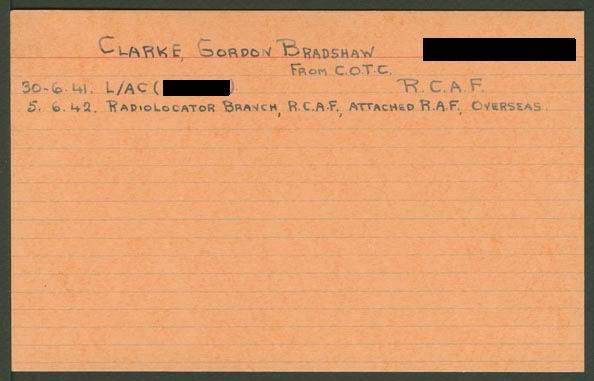 CLARKE, GORDON BRADSHAW
FROM C.O.T.C.
30-6-41. L/AC ( ) R.C.A.F.
5. 6.42. RADIOLOCATOR BRANCH, R.C.A.F., ATTACHED R.A.F., OVERSEAS.